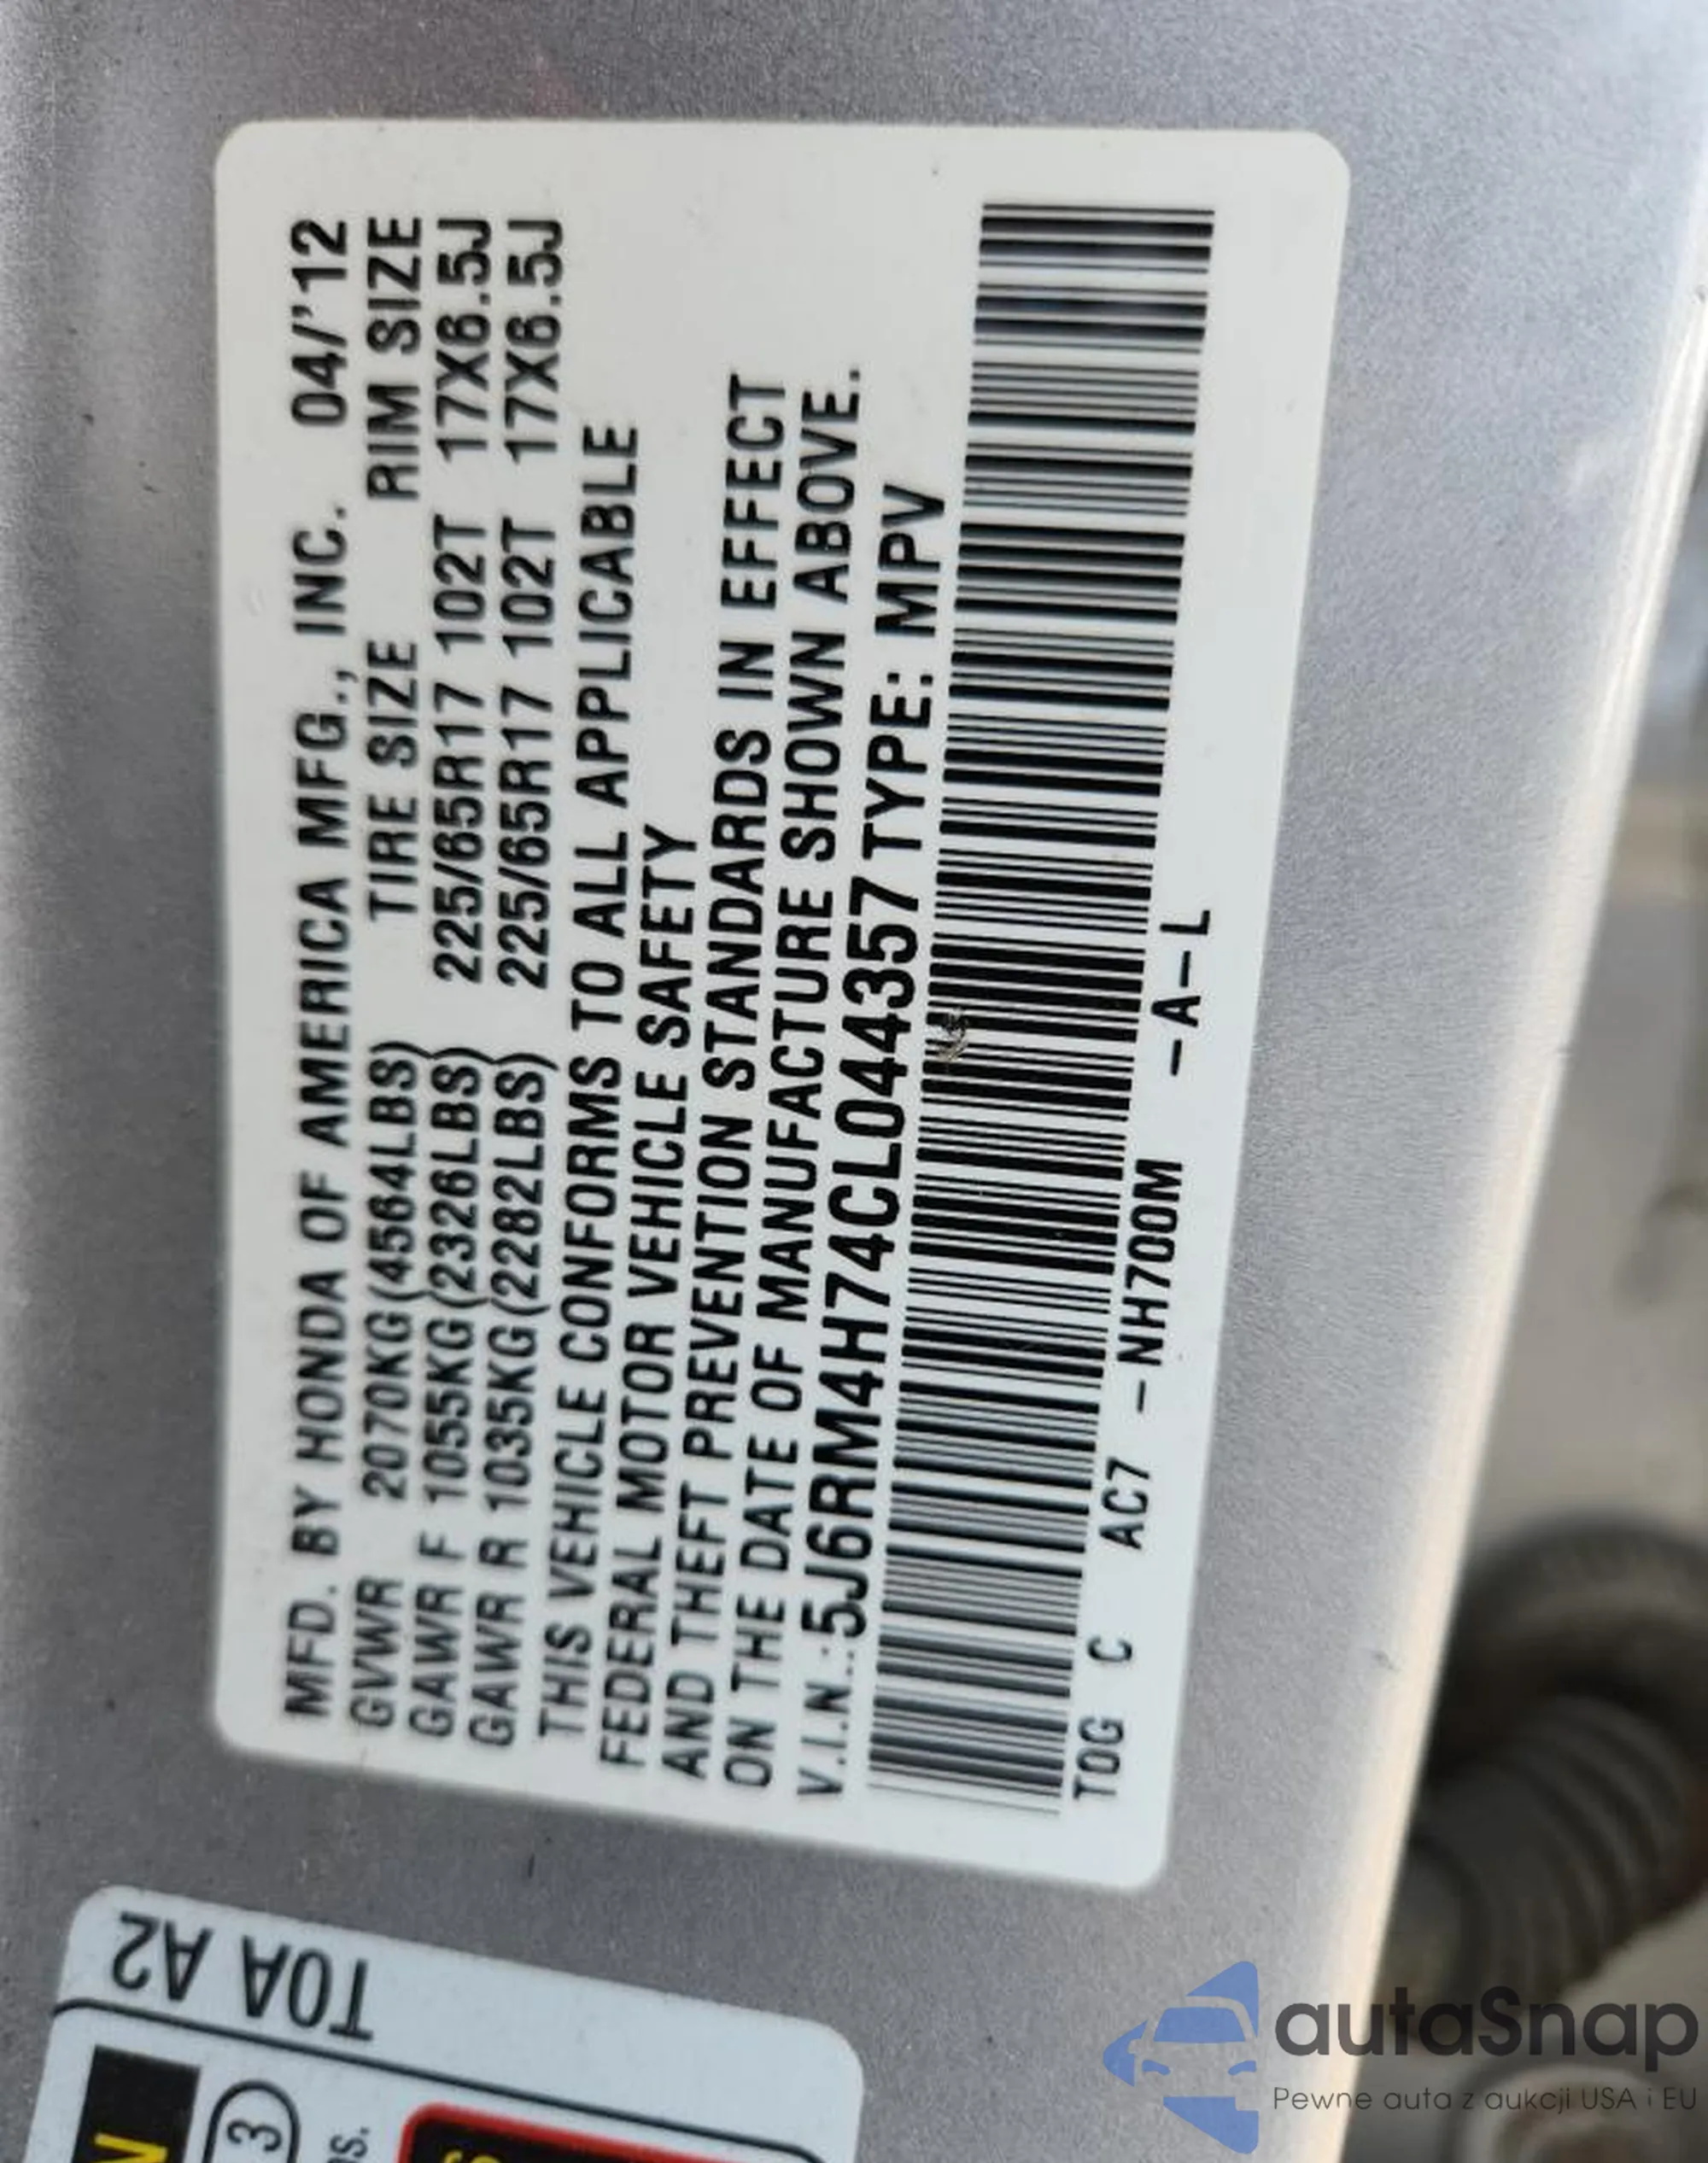 MFD. BY HONDA OF AMERICA MFG., INC. 04/'12
GVWR 2070KG(4564LBS) TIRE SIZE RIM SIZE
GAWR F 1055KG(2326LBS) 225/65R17 102T 17X6.5J
GAWR R 1035KG(2282LBS) 225/65R17 102T 17X6.5J
THIS VEHICLE CONFORMS TO ALL APPLICABLE
FEDERAL MOTOR VEHICLE SAFETY
AND THEFT PREVENTION STANDARDS IN EFFECT
ON THE DATE OF MANUFACTURE SHOWN ABOVE.
V.I.N.:5J6RM4H74CL044357 TYPE: MPV
T0G C AC7 -NH700M -A-L
T0A A2
3
autaSnap
Pewne auta z aukcji USA i EU